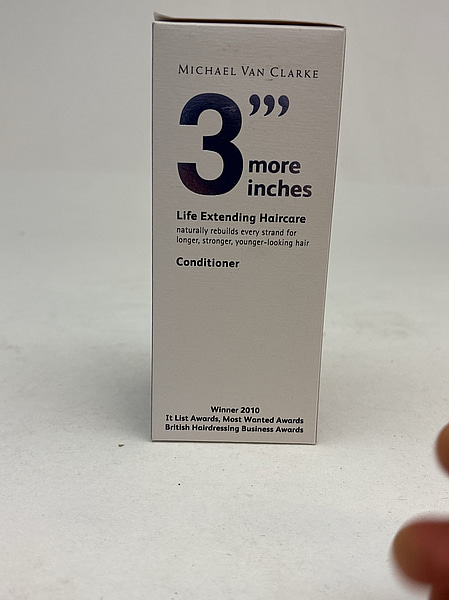 MICHAEL VAN CLARKE
3’’’
more
inches
Life Extending Haircare
naturally rebuilds every strand for
longer, stronger, younger-looking hair
Conditioner
Winner 2010
It List Awards, Most Wanted Awards
British Hairdressing Business Awards